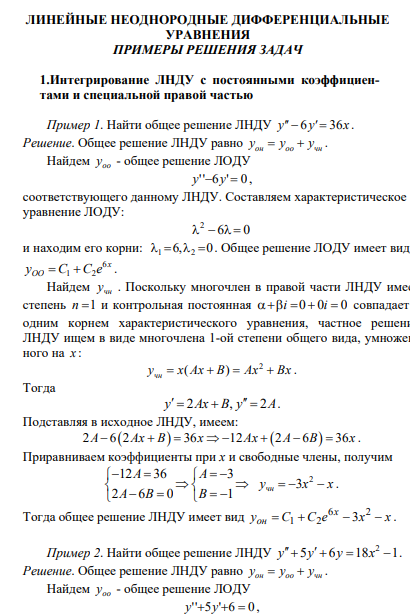 ЛИНЕЙНЫЕ НЕОДНОРОДНЫЕ ДИФФЕРЕНЦИАЛЬНЫЕ
УРАВНЕНИЯ
ПРИМЕРЫ РЕШЕНИЯ ЗАДАЧ
1.Интегрирование ЛНДУ с постоянными коэффициен-
тами и специальной правой частью
Пример 1. Найти общее решение ЛНДУ y″ − 6y′ = 36x .
Решение. Общее решение ЛНДУ равно y_он = y_оо + y_чн .
Найдем y_оо - общее решение ЛОДУ
y''−6y' = 0 ,
соответствующего данному ЛНДУ. Составляем характеристическое
уравнение ЛОДУ:
λ² − 6λ = 0
и находим его корни: λ₁ = 6, λ₂ = 0 . Общее решение ЛОДУ имеет вид
y_ОО = C₁ + C₂e^{6x} .
Найдем y_чн . Поскольку многочлен в правой части ЛНДУ имее
степень n = 1 и контрольная постоянная α + βi = 0 + 0i = 0 совпадает
одним корнем характеристического уравнения, частное решени
ЛНДУ ищем в виде многочлена 1-ой степени общего вида, умножен
ного на x :
y_чн = x(Ax + B) = Ax² + Bx .
Тогда
y′ = 2Ax + B, y″ = 2A .
Подставляя в исходное ЛНДУ, имеем:
2A − 6(2Ax + B) = 36x ⇒ −12Ax + (2A − 6B) = 36x .
Приравниваем коэффициенты при x и свободные члены, получим
{−12A = 36 ⇒ {A = −3 ⇒ y_чн = −3x² − x .
{2A − 6B = 0 {B = −1
Тогда общее решение ЛНДУ имеет вид y_он = C₁ + C₂e^{6x} − 3x² − x .
Пример 2. Найти общее решение ЛНДУ y″ + 5y′ + 6y = 18x² − 1.
Решение. Общее решение ЛНДУ равно y_он = y_оо + y_чн .
Найдем y_оо - общее решение ЛОДУ
y''+5y'+6 = 0 ,